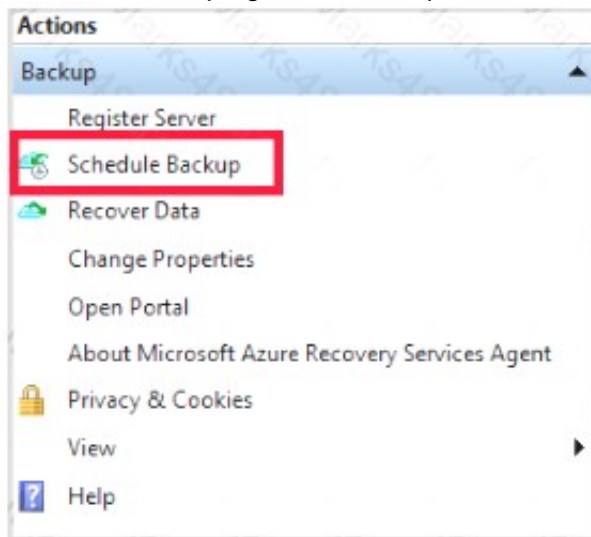 Actions
Backup
Register Server
Schedule Backup
Recover Data
Change Properties
Open Portal
About Microsoft Azure Recovery Services Agent
Privacy & Cookies
View
Help